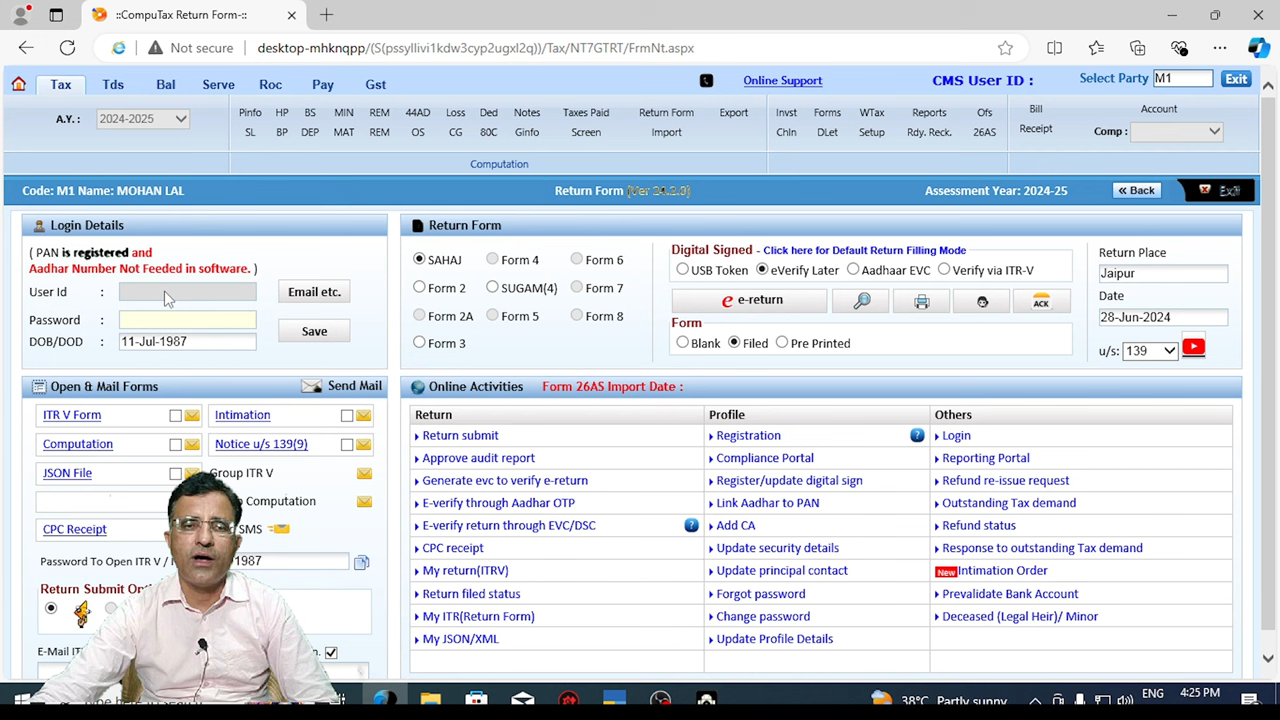 ::CompuTax Return Form-::
Not secure
desktop-mhknqpp/(S(pssyllivi1kdw3cyp2ugxl2q))/Tax/NT7GTRT/FrmNt.aspx
Tax Tds Bal Serve Roc Pay Gst
Online Support
CMS User ID :
Select Party M1 Exit
A.Y. : 2024-2025
Pinfo HP BS MIN REM 44AD Loss Ded Notes Taxes Paid Return Form Export Invst Forms WTax Reports Ofs Bill Account
SL BP DEP MAT REM OS CG 80C Ginfo Screen Import Chln DLet Setup Rdy. Reck. 26AS Receipt Comp :
Computation
Code: M1 Name: MOHAN LAL
Return Form (Ver 24.2.0)
Assessment Year: 2024-25
« Back
Exit
Login Details
( PAN is registered and
Aadhar Number Not Feeded in software. )
User Id :
Email etc.
Password :
Save
DOB/DOD : 11-Jul-1987
Return Form
SAHAJ Form 4 Form 6
Form 2 SUGAM(4) Form 7
Form 2A Form 5 Form 8
Form 3
Digital Signed - Click here for Default Return Filling Mode
USB Token eVerify Later Aadhaar EVC Verify via ITR-V
e e-return
ACK
Form
Blank Filed Pre Printed
Return Place
Jaipur
Date
28-Jun-2024
u/s: 139
Open & Mail Forms Send Mail
ITR V Form Intimation
Computation Notice u/s 139(9)
JSON File Group ITR V
Computation
CPC Receipt SMS
Password To Open ITR V / 1987
Return Submit
E-Mail
Online Activities Form 26AS Import Date :
Return Profile Others
Return submit Registration Login
Approve audit report Compliance Portal Reporting Portal
Generate evc to verify e-return Register/update digital sign Refund re-issue request
E-verify through Aadhar OTP Link Aadhar to PAN Outstanding Tax demand
E-verify return through EVC/DSC Add CA Refund status
CPC receipt Update security details Response to outstanding Tax demand
My return(ITRV) Update principal contact New Intimation Order
Return filed status Forgot password Prevalidate Bank Account
My ITR(Return Form) Change password Deceased (Legal Heir)/ Minor
My JSON/XML Update Profile Details
38°C Partly sunny
ENG 4:25 PM